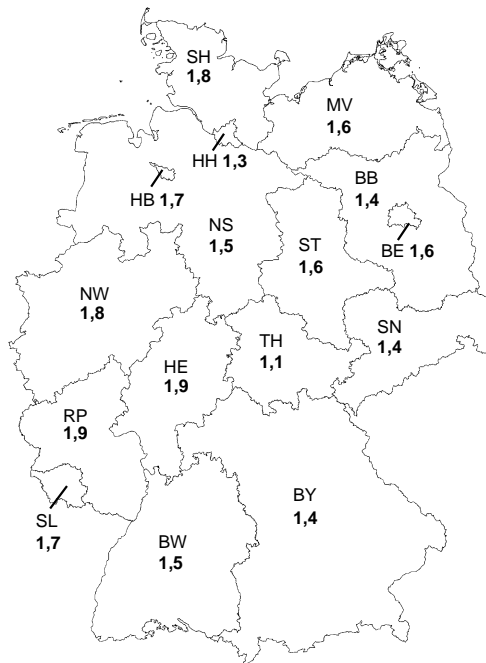 SH
1,8
MV
1,6
HH 1,3
BB
1,4
HB 1,7
NS
1,5
ST
1,6
BE 1,6
NW
1,8
TH
1,1
SN
1,4
HE
1,9
RP
1,9
SL
1,7
BY
1,4
BW
1,5